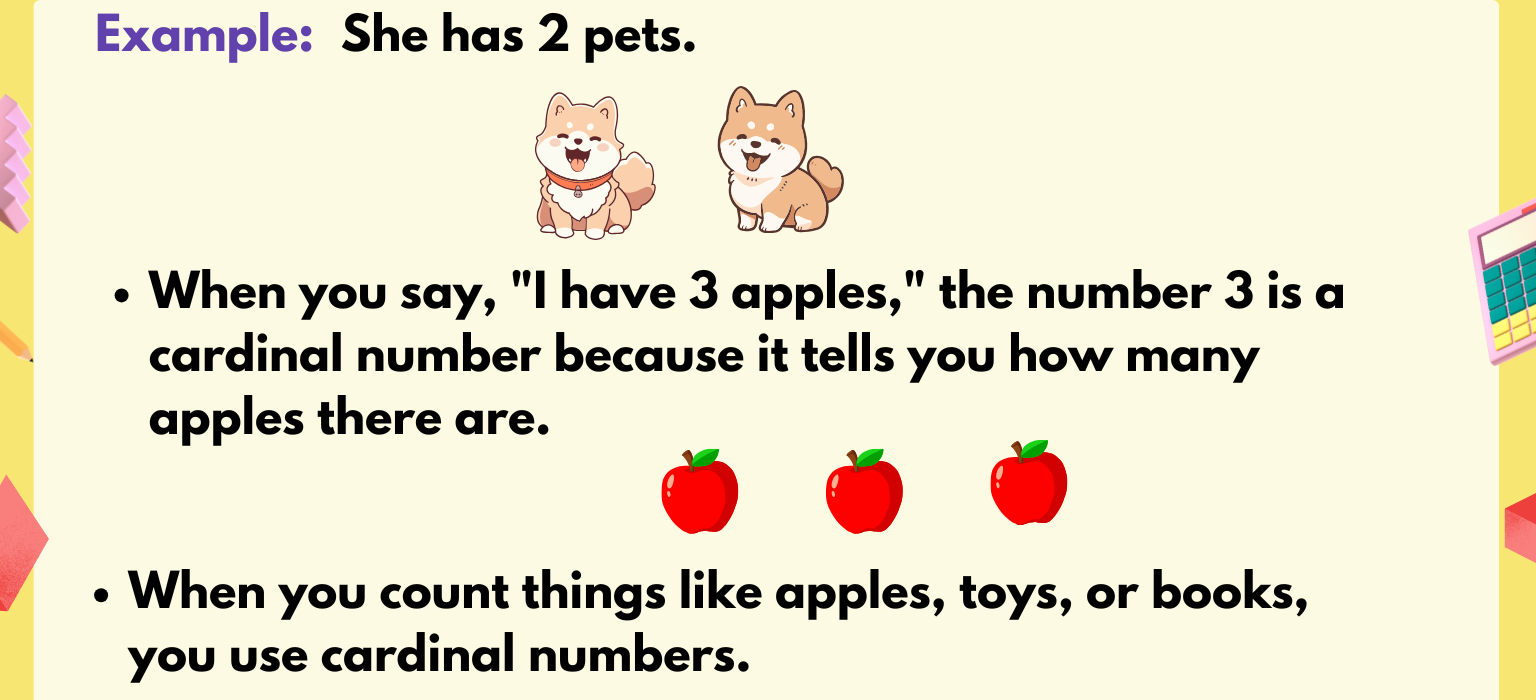 Example: She has 2 pets.
• When you say, "I have 3 apples," the number 3 is a
cardinal number because it tells you how many
apples there are.
• When you count things like apples, toys, or books,
you use cardinal numbers.